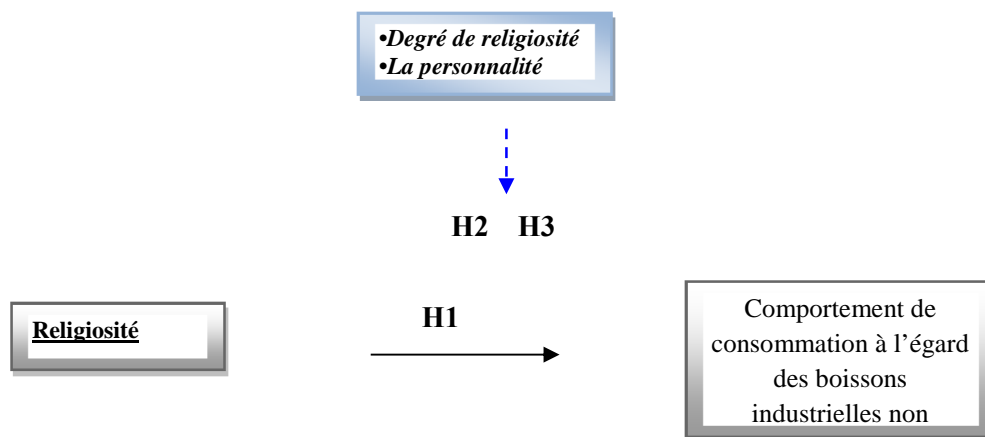 •Degré de religiosité
•La personnalité
H2 H3
H1
Religiosité
Comportement de
consommation à l’égard
des boissons
industrielles non